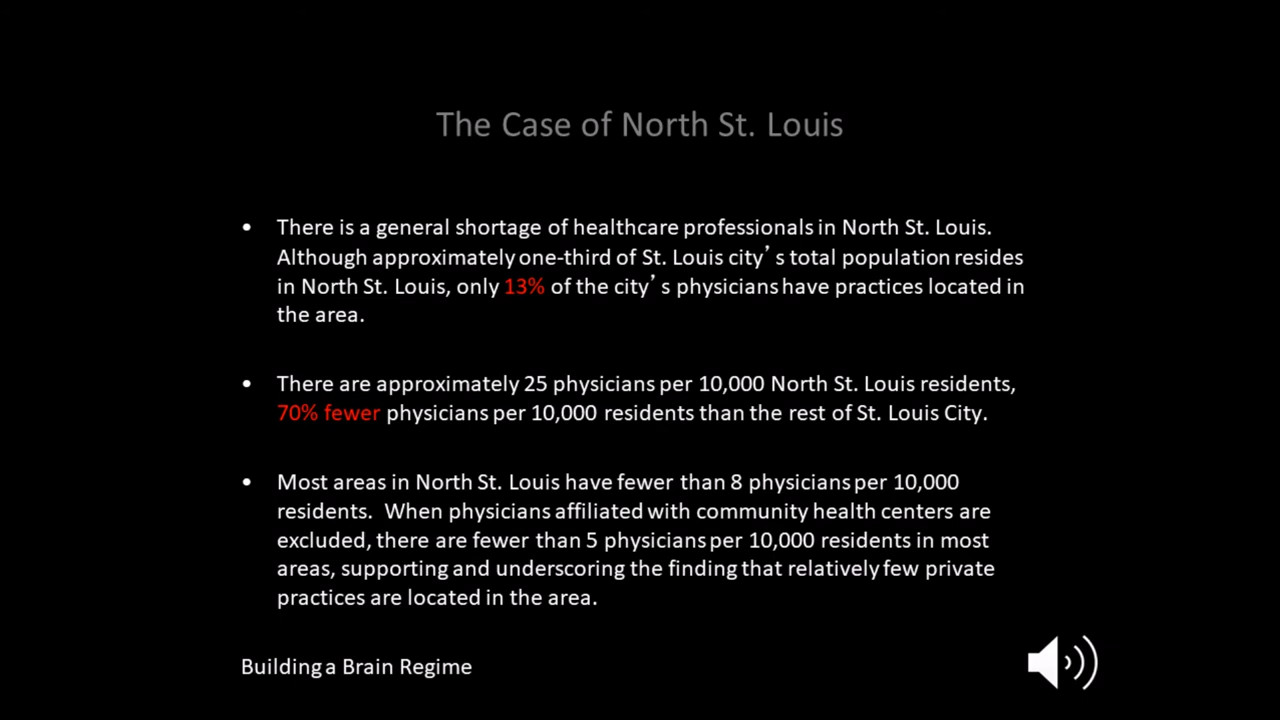 The Case of North St. Louis
• There is a general shortage of healthcare professionals in North St. Louis.
Although approximately one-third of St. Louis city’s total population resides
in North St. Louis, only 13% of the city’s physicians have practices located in
the area.
• There are approximately 25 physicians per 10,000 North St. Louis residents,
70% fewer physicians per 10,000 residents than the rest of St. Louis City.
• Most areas in North St. Louis have fewer than 8 physicians per 10,000
residents.  When physicians affiliated with community health centers are
excluded, there are fewer than 5 physicians per 10,000 residents in most
areas, supporting and underscoring the finding that relatively few private
practices are located in the area.
Building a Brain Regime